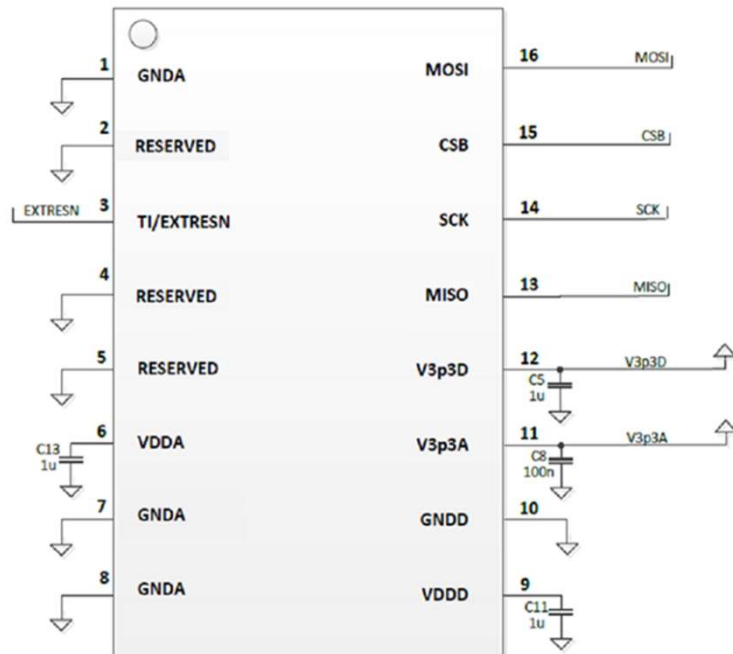 1 GNDA MOSI 16 MOSI
2 RESERVED CSB 15 CSB
EXTRESN 3 TI/EXTRESN SCK 14 SCK
4 RESERVED MISO 13 MISO
5 RESERVED V3p3D 12 V3p3D
C5
1u
C13
1u
6 VDDA V3p3A 11 V3p3A
C8
100n
7 GNDA GNDD 10
8 GNDA VDDD 9
C11
1u